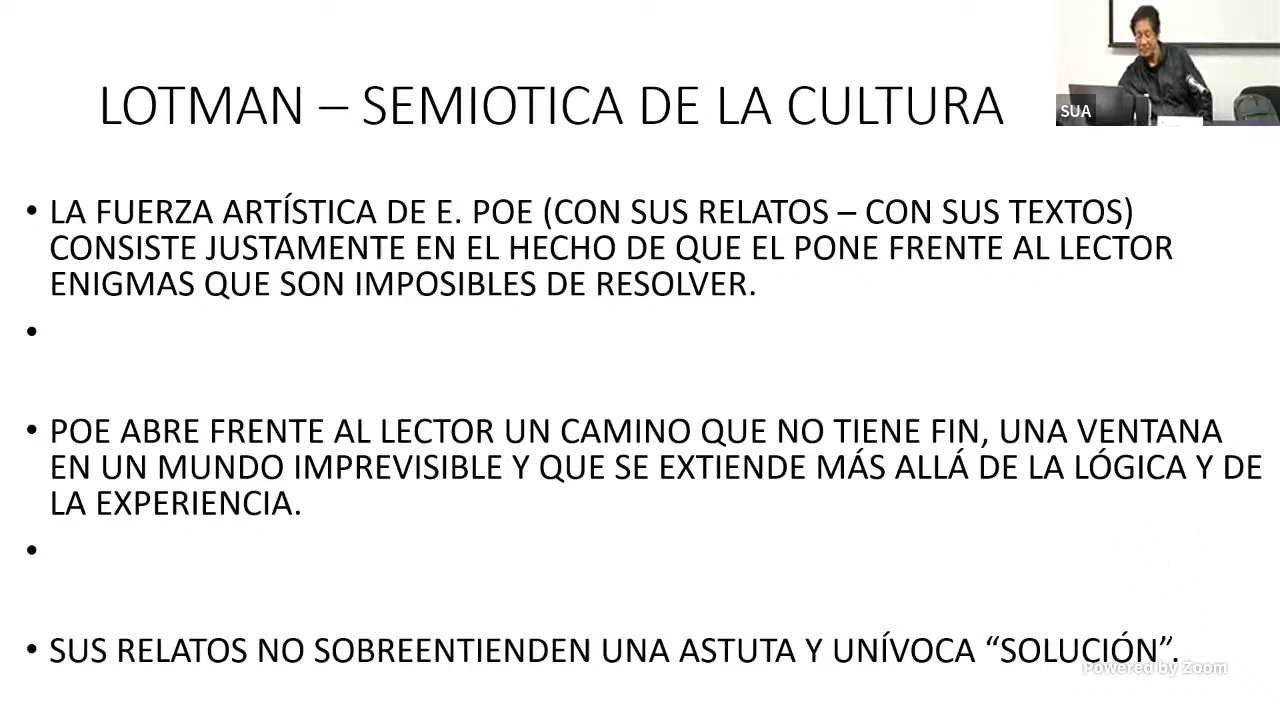 LOTMAN – SEMIOTICA DE LA CULTURA
SUA
• LA FUERZA ARTÍSTICA DE E. POE (CON SUS RELATOS – CON SUS TEXTOS)
CONSISTE JUSTAMENTE EN EL HECHO DE QUE EL PONE FRENTE AL LECTOR
ENIGMAS QUE SON IMPOSIBLES DE RESOLVER.
•
• POE ABRE FRENTE AL LECTOR UN CAMINO QUE NO TIENE FIN, UNA VENTANA
EN UN MUNDO IMPREVISIBLE Y QUE SE EXTIENDE MÁS ALLÁ DE LA LÓGICA Y DE
LA EXPERIENCIA.
•
• SUS RELATOS NO SOBREENTIENDEN UNA ASTUTA Y UNÍVOCA “SOLUCIÓN”.
Powered by Zoom